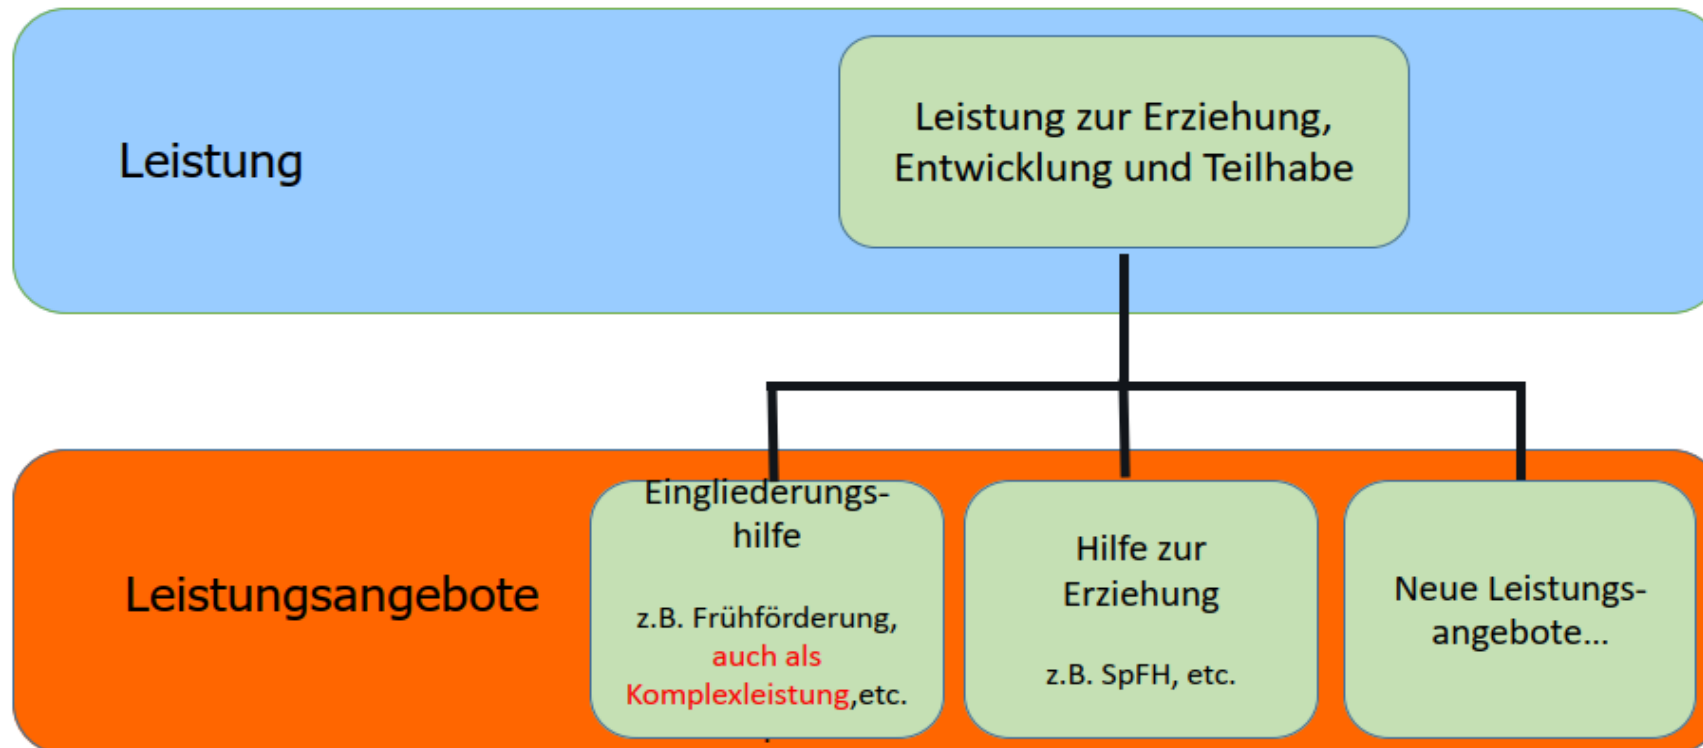 Leistung
Leistung zur Erziehung,
Entwicklung und Teilhabe
Leistungsangebote
Eingliederungs-
hilfe
z.B. Frühförderung,
auch als
Komplexleistung,etc.
Hilfe zur
Erziehung
z.B. SpFH, etc.
Neue Leistungs-
angebote...